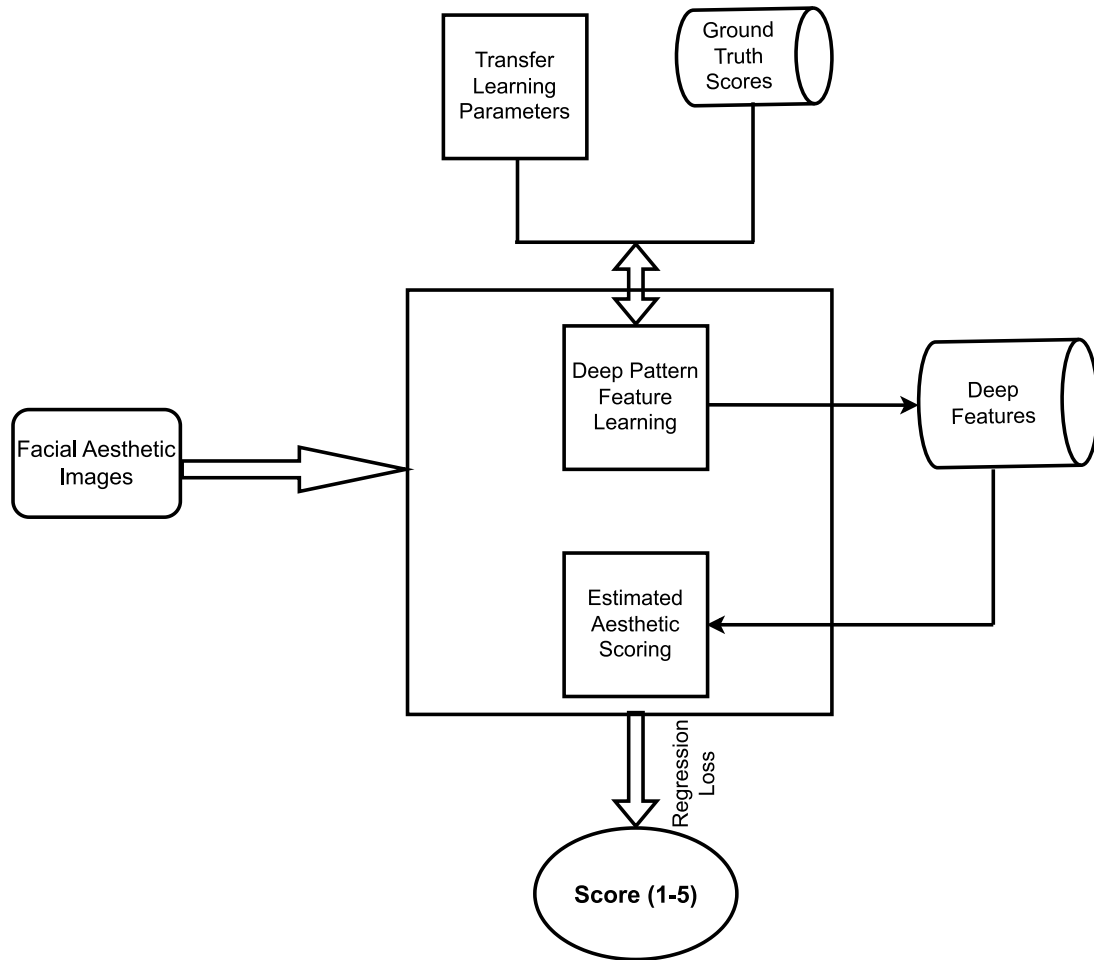 Transfer
Learning
Parameters
Ground
Truth
Scores
Deep Pattern
Feature
Learning
Deep
Features
Facial Aesthetic
Images
Estimated
Aesthetic
Scoring
Regression
Loss
Score (1-5)